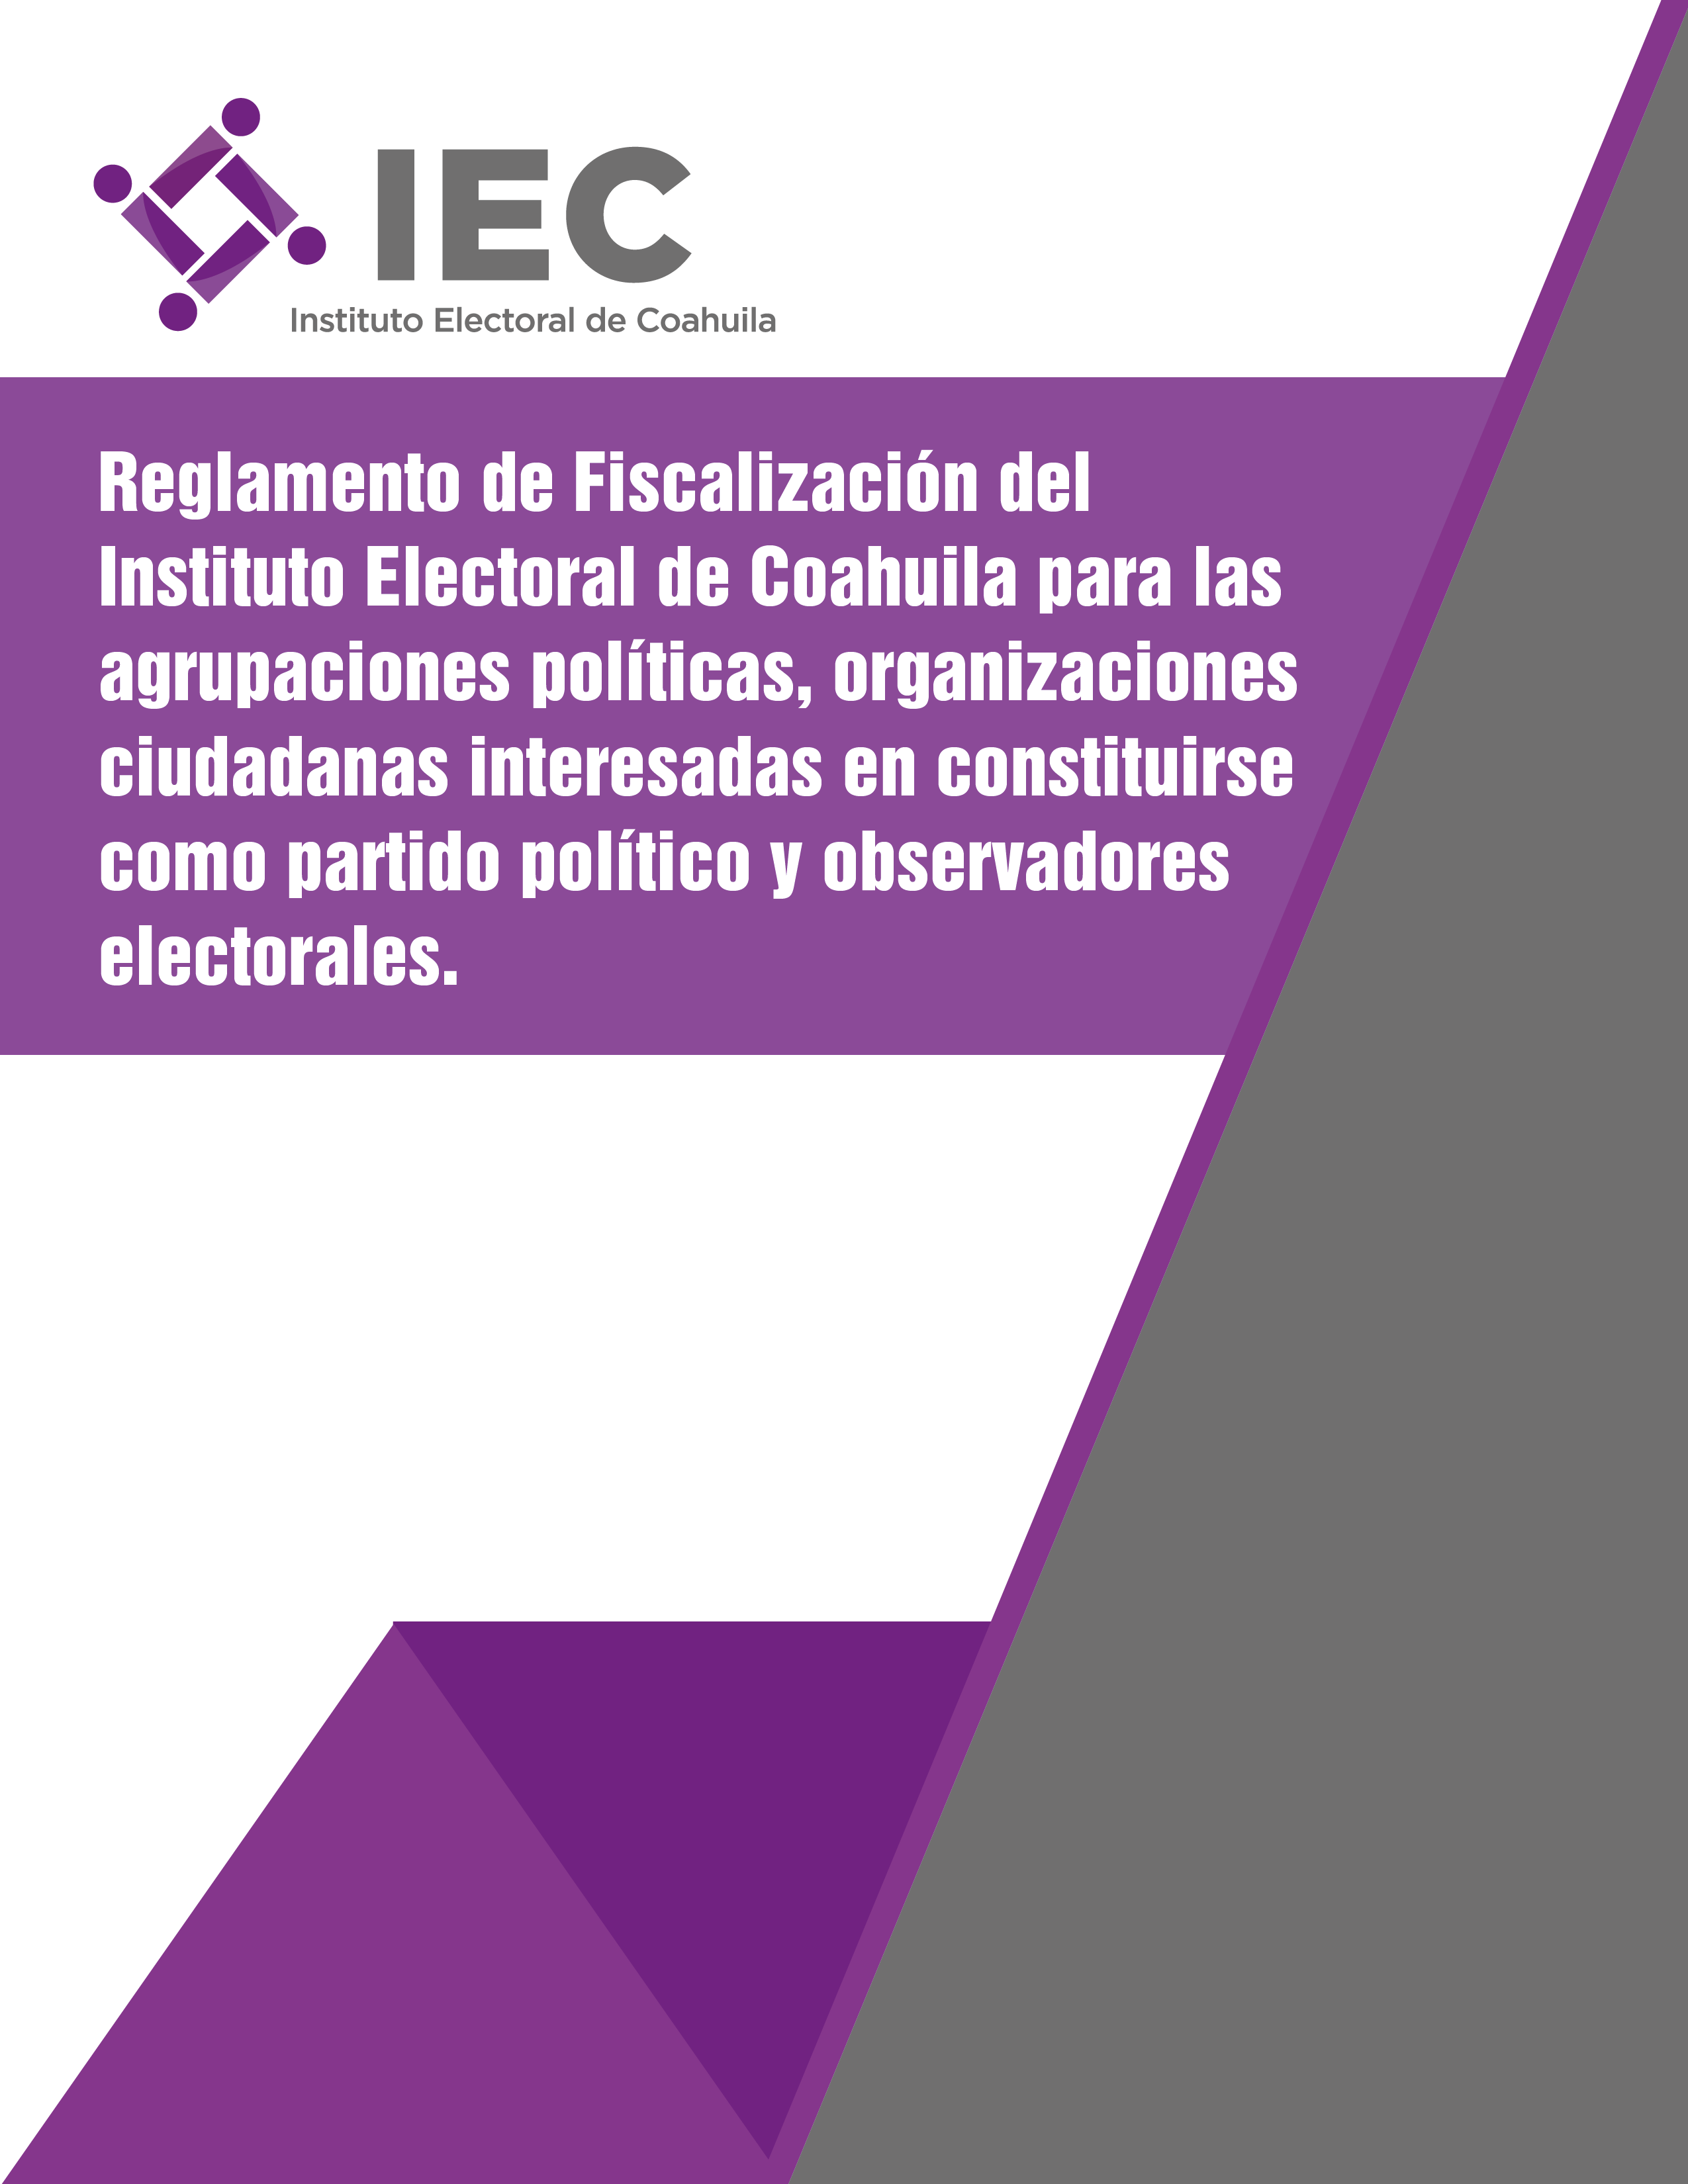 IEC
Instituto Electoral de Coahuila
Reglamento de Fiscalización del
Instituto Electoral de Coahuila para las
agrupaciones políticas, organizaciones
ciudadanas interesadas en constituirse
como partido político y observadores
electorales.